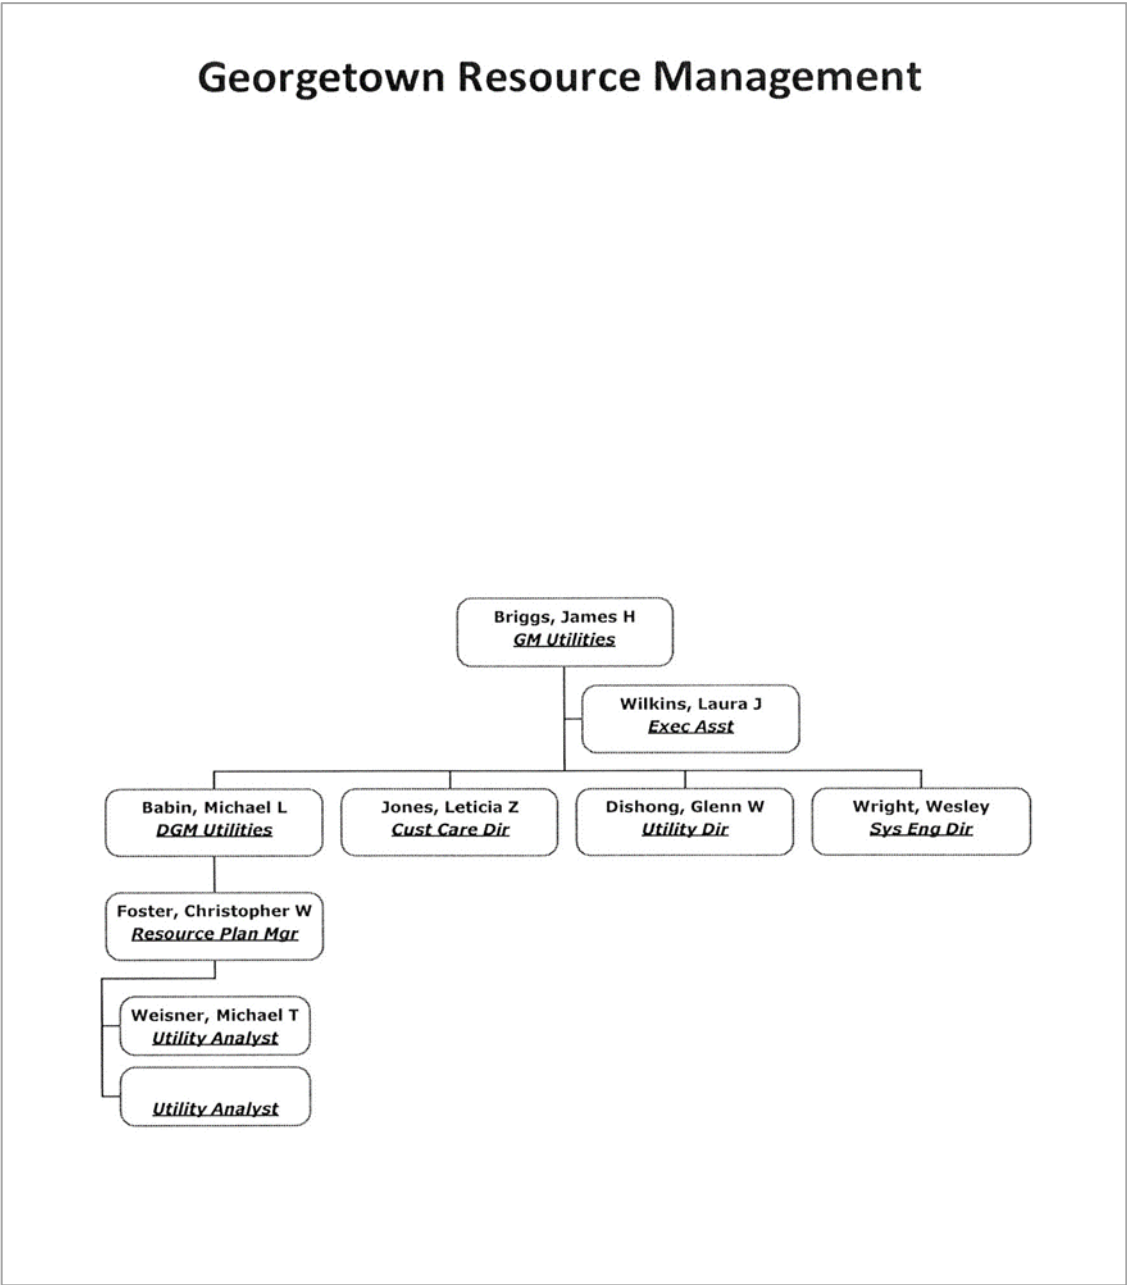 Georgetown Resource Management
Briggs, James H
GM Utilities
Wilkins, Laura J
Exec Asst
Babin, Michael L
DGM Utilities
Jones, Leticia Z
Cust Care Dir
Dishong, Glenn W
Utility Dir
Wright, Wesley
Sys Eng Dir
Foster, Christopher W
Resource Plan Mgr
Weisner, Michael T
Utility Analyst
Utility Analyst